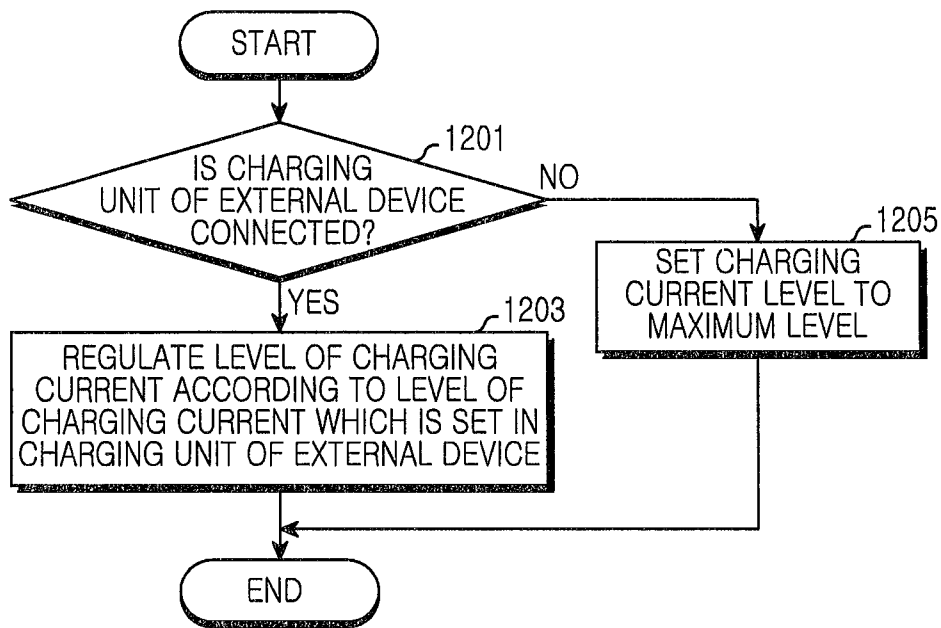 START
1201
IS CHARGING
UNIT OF EXTERNAL DEVICE
CONNECTED?
NO
YES
1203
REGULATE LEVEL OF CHARGING
CURRENT ACCORDING TO LEVEL OF
CHARGING CURRENT WHICH IS SET IN
CHARGING UNIT OF EXTERNAL DEVICE
1205
SET CHARGING
CURRENT LEVEL TO
MAXIMUM LEVEL
END